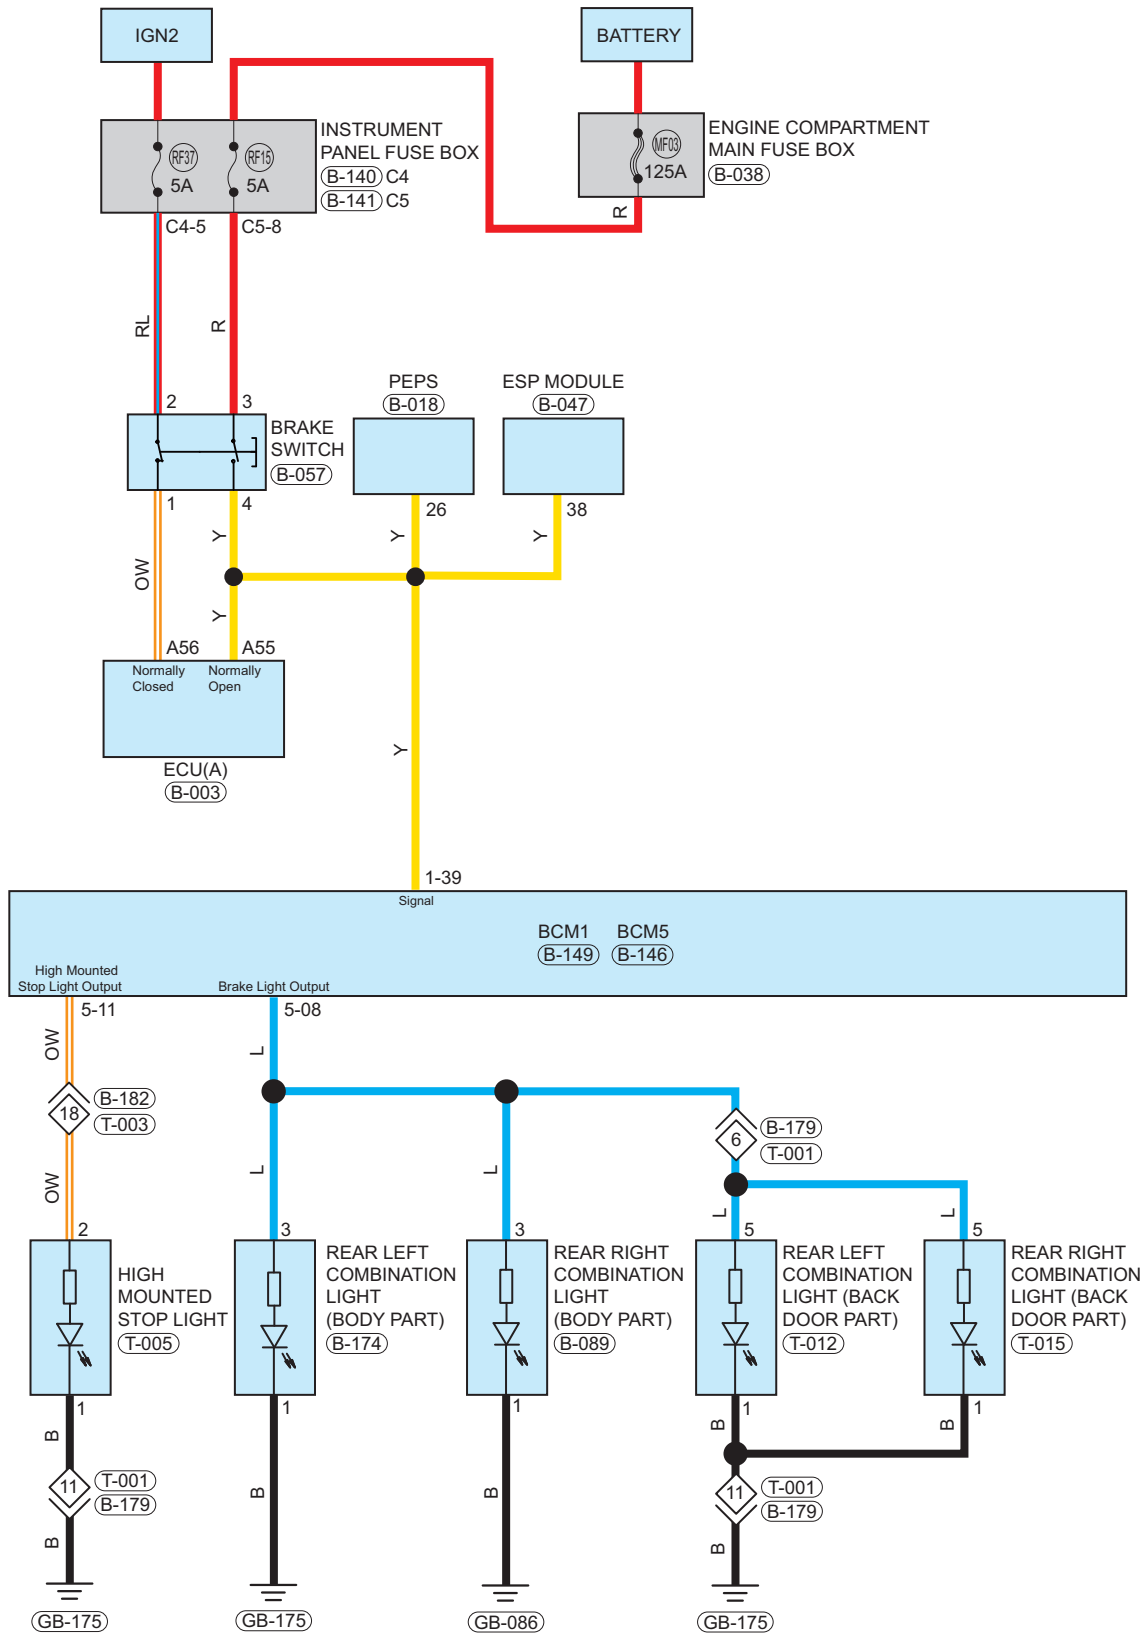 IGN2
BATTERY
RF37
5A
RF15
5A
INSTRUMENT
PANEL FUSE BOX
B-140 C4
B-141 C5
MF03
125A
ENGINE COMPARTMENT
MAIN FUSE BOX
B-038
R
C4-5
C5-8
RL
R
2
3
BRAKE
SWITCH
B-057
1
4
PEPS
B-018
26
ESP MODULE
B-047
38
Y
Y
Y
OW
Y
A56
A55
Normally
Closed
Normally
Open
ECU(A)
B-003
Y
1-39
Signal
BCM1
B-149
BCM5
B-146
High Mounted
Stop Light Output
Brake Light Output
5-11
5-08
OW
L
18
B-182
T-003
6
B-179
T-001
OW
L
L
L
L
2
3
3
5
5
HIGH
MOUNTED
STOP LIGHT
T-005
REAR LEFT
COMBINATION
LIGHT
(BODY PART)
B-174
REAR RIGHT
COMBINATION
LIGHT
(BODY PART)
B-089
REAR LEFT
COMBINATION
LIGHT (BACK
DOOR PART)
T-012
REAR RIGHT
COMBINATION
LIGHT (BACK
DOOR PART)
T-015
1
1
1
1
1
B
B
B
B
B
11
T-001
B-179
11
T-001
B-179
B
B
GB-175
GB-175
GB-086
GB-175